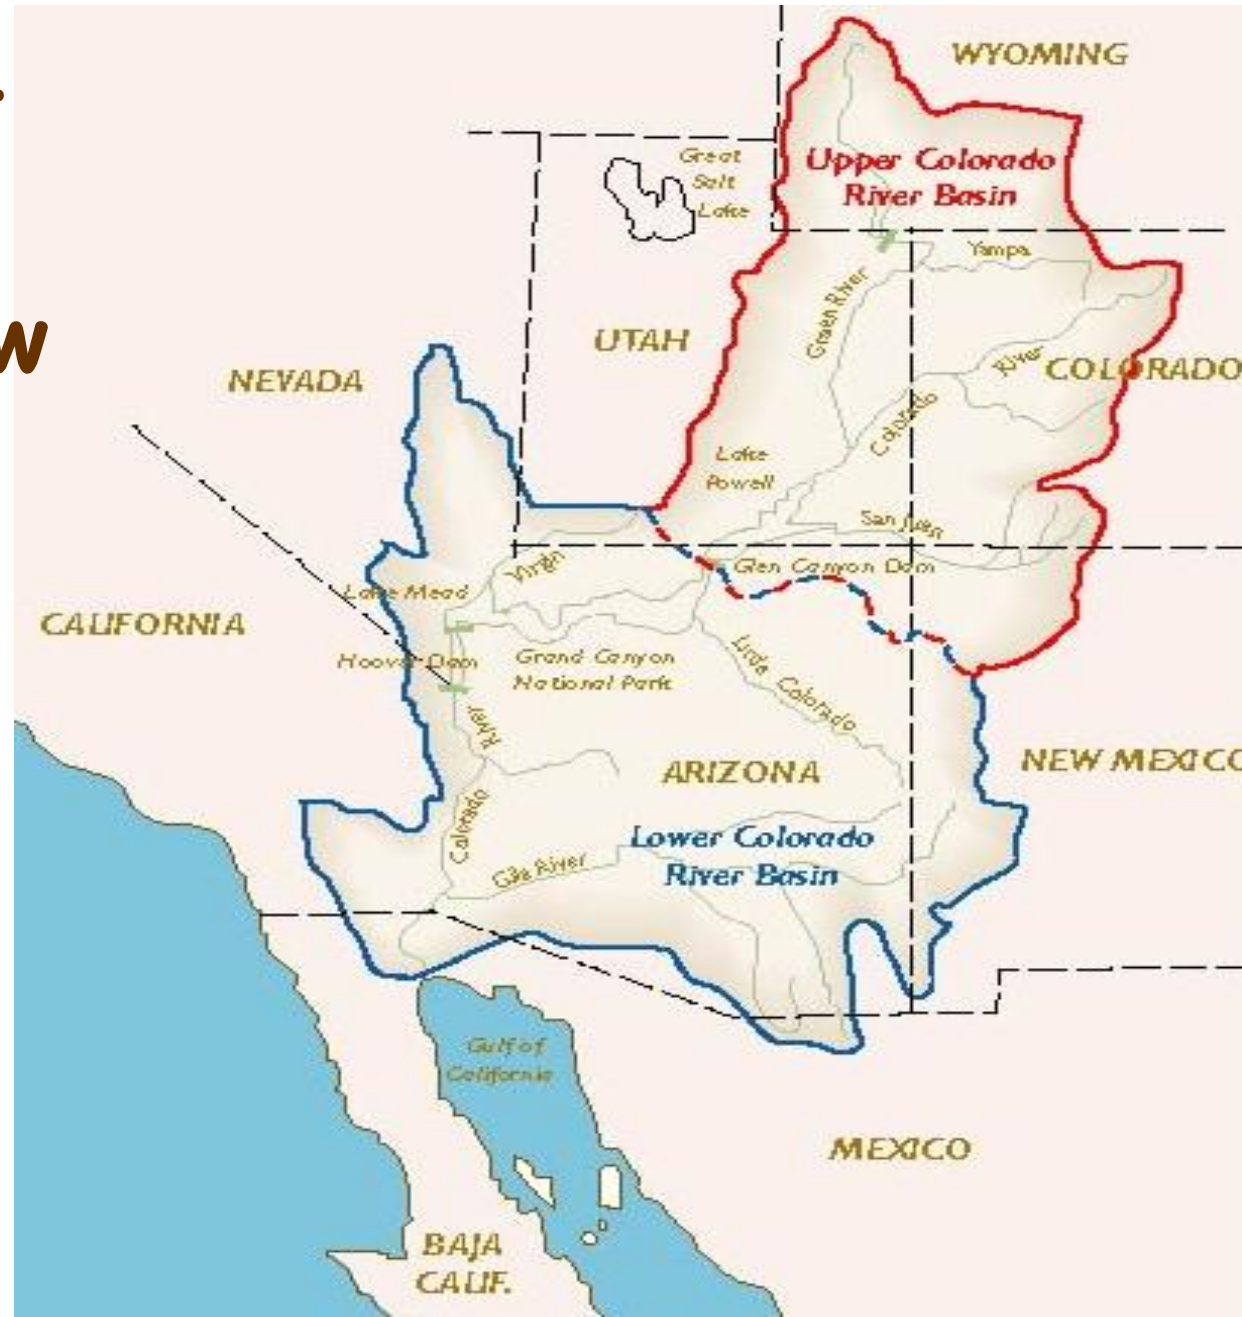 .
w
WYOMING
Upper Colorado
River Basin
Great
Salt
Lake
Yampa
Green River
UTAH
River
COLORADO
NEVADA
Colorado
Lake
Powell
San Juan
Virgin
Glen Canyon Dam
Lake Mead
CALIFORNIA
Hoover Dam
Grand Canyon
National Park
Little Colorado
River
ARIZONA
NEW MEXICO
Colorado
Lower Colorado
River Basin
Gila River
Gulf of
California
MEXICO
BAJA
CALIF.